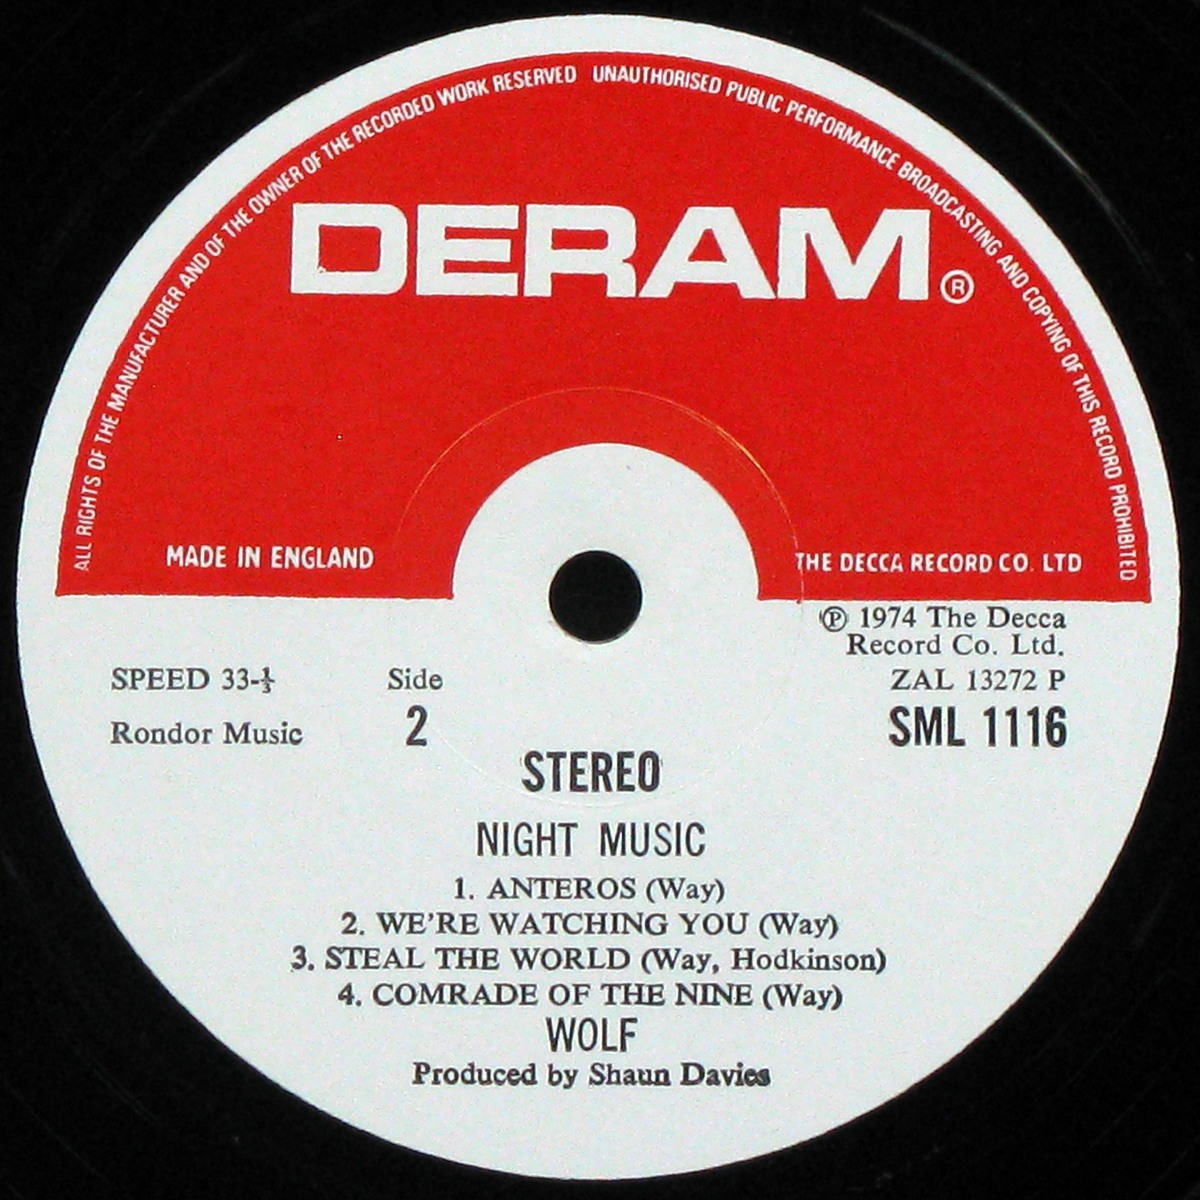 ALL RIGHTS OF THE MANUFACTURER AND OF THE OWNER OF THE RECORDED WORK RESERVED UNAUTHORISED PUBLIC PERFORMANCE BROADCASTING AND COPYING OF THIS RECORD PROHIBITED
DERAM®
MADE IN ENGLAND
THE DECCA RECORD CO. LTD
℗ 1974 The Decca
Record Co. Ltd.
SPEED 33-⅓
Side
ZAL 13272 P
Rondor Music
2
SML 1116
STEREO
NIGHT MUSIC
1. ANTEROS (Way)
2. WE'RE WATCHING YOU (Way)
3. STEAL THE WORLD (Way, Hodkinson)
4. COMRADE OF THE NINE (Way)
WOLF
Produced by Shaun Davies